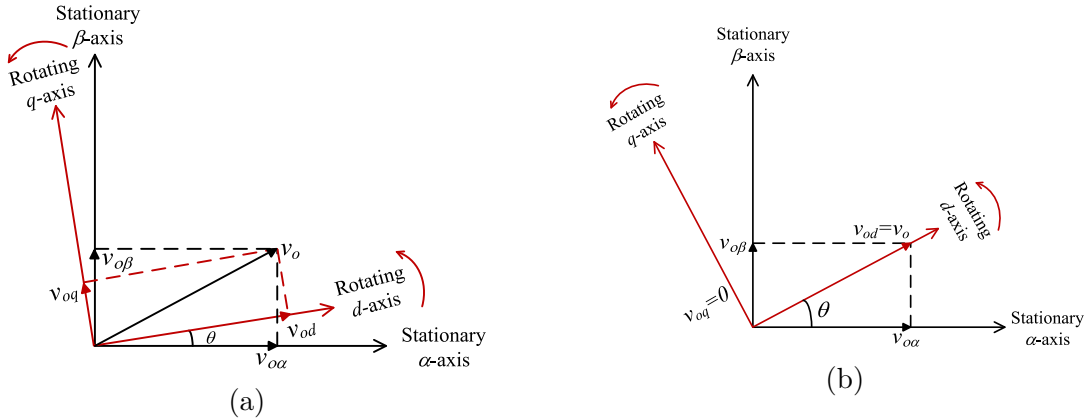 Stationary
β-axis
Rotating
q-axis
v_oβ
v_o
v_oq
Rotating
d-axis
v_od
θ
Stationary
α-axis
v_oα
(a)
Stationary
β-axis
Rotating
q-axis
Rotating
d-axis
v_od=v_o
v_oβ
v_oq=0
θ
Stationary
α-axis
v_oα
(b)